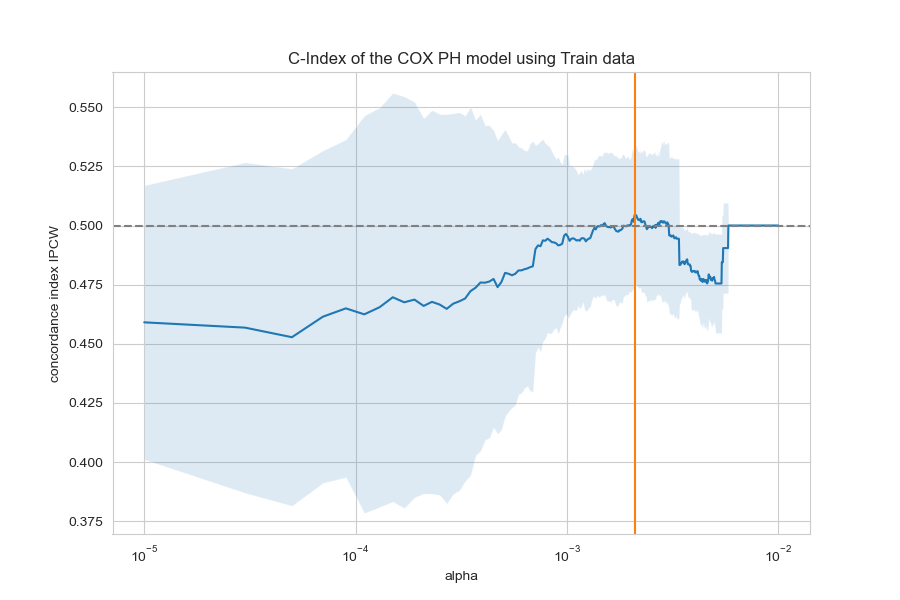 C-Index of the COX PH model using Train data
concordance index IPCW
0.550
0.525
0.500
0.475
0.450
0.425
0.400
0.375
10⁻⁵ 10⁻⁴ 10⁻³ 10⁻²
alpha